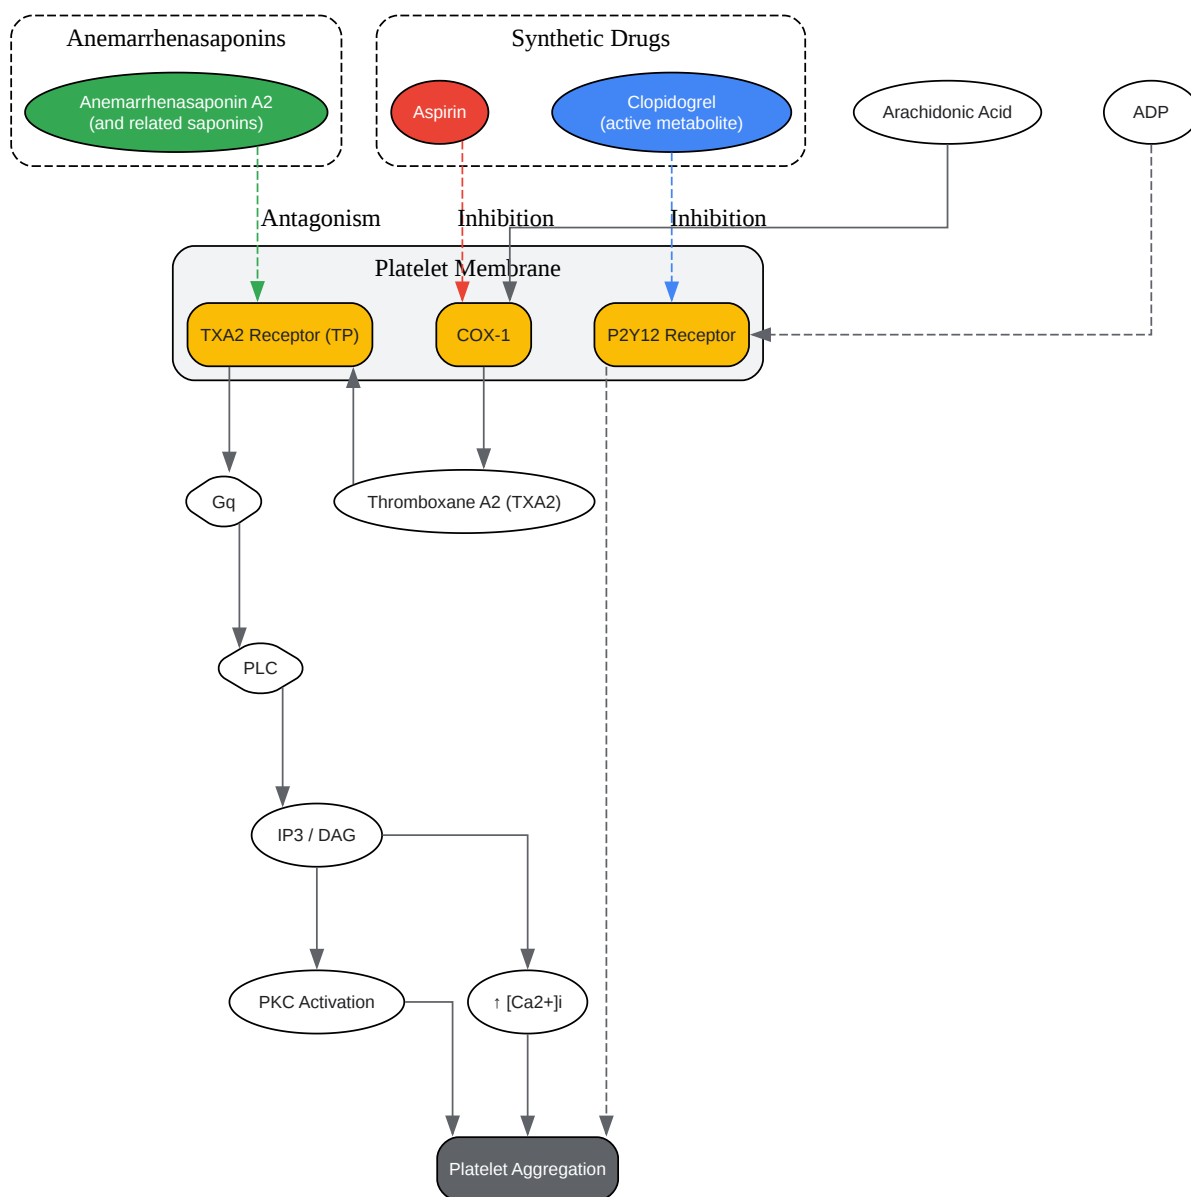 Anemarrhenasaponins
Synthetic Drugs
Anemarrhenasaponin A2
(and related saponins)
Aspirin
Clopidogrel
(active metabolite)
Arachidonic Acid
ADP
Antagonism
Inhibition
Inhibition
Platelet Membrane
TXA2 Receptor (TP)
COX-1
P2Y12 Receptor
Gq
Thromboxane A2 (TXA2)
PLC
IP3 / DAG
PKC Activation
↑ [Ca2+]i
Platelet Aggregation